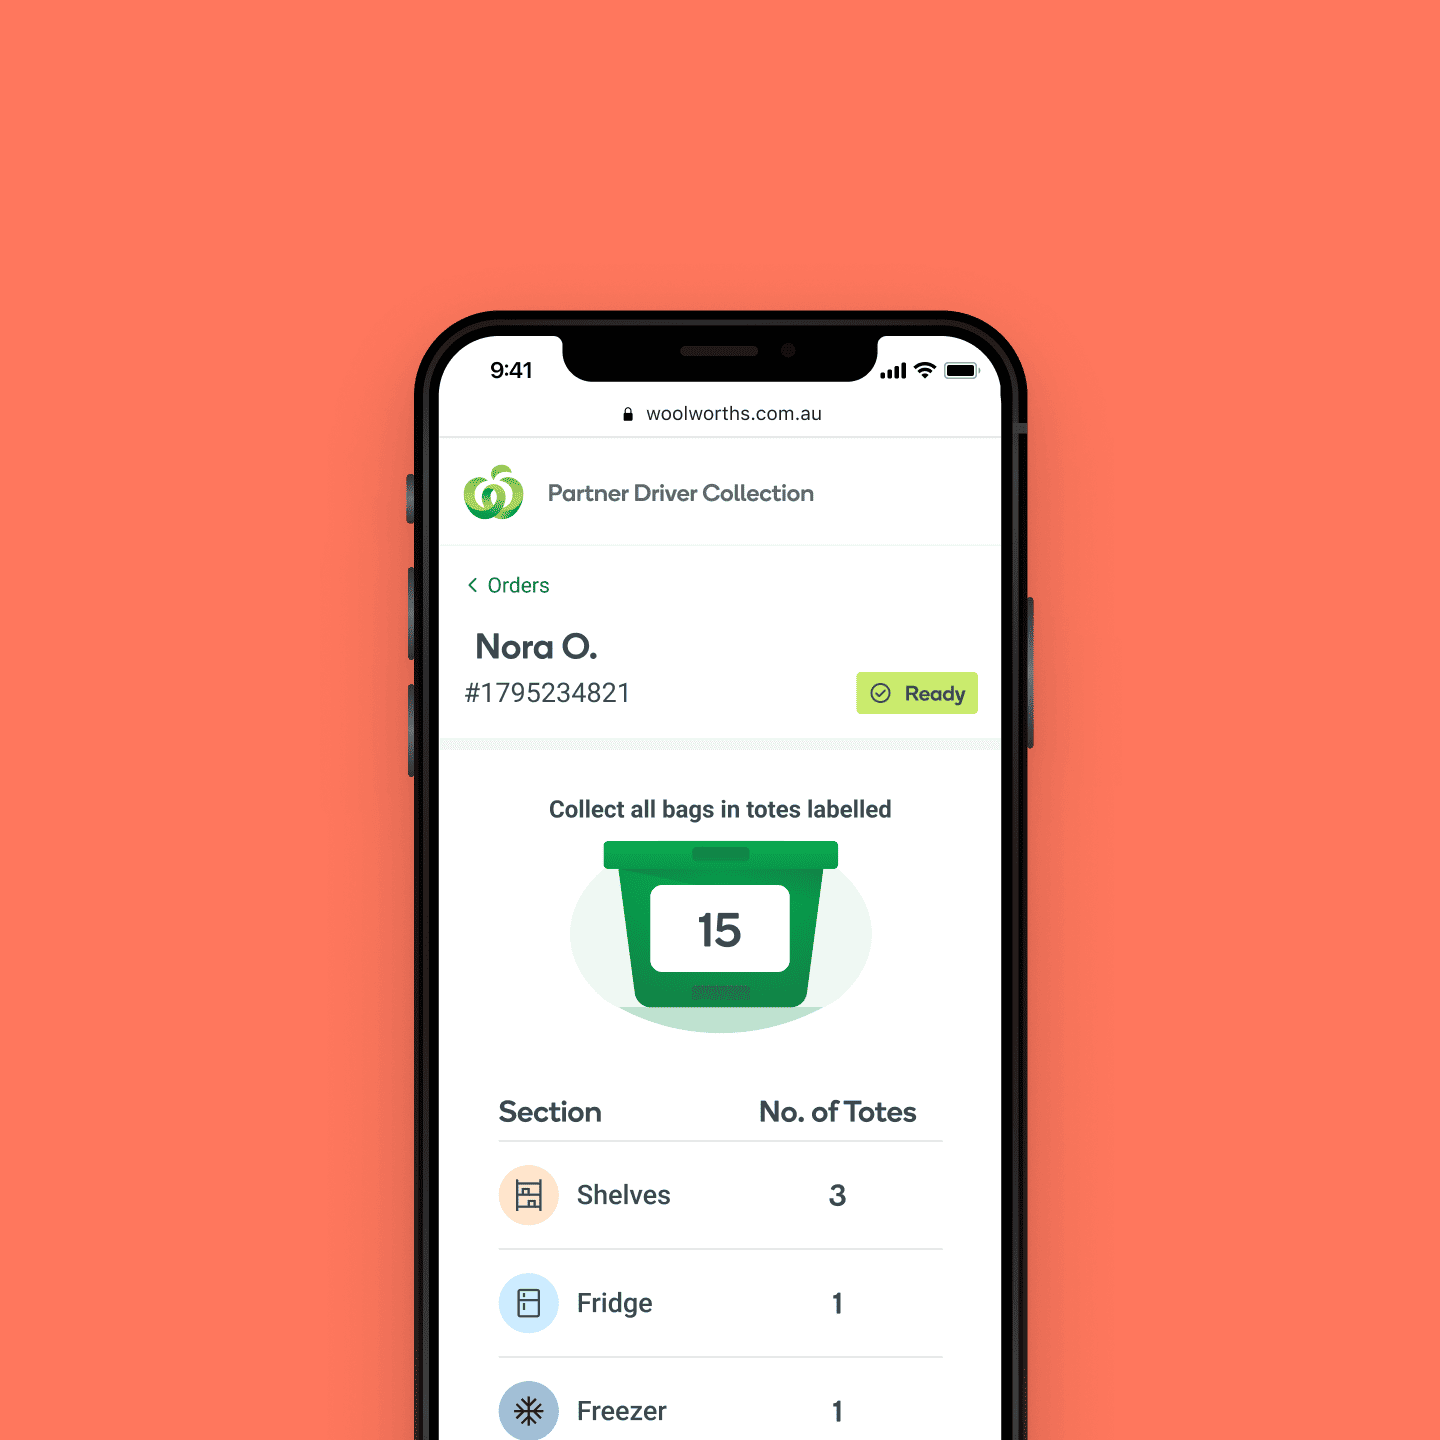 9:41
woolworths.com.au
Partner Driver Collection
Orders
Nora O.
#1795234821
Ready
Collect all bags in totes labelled
15
Section No. of Totes
Shelves 3
Fridge 1
Freezer 1